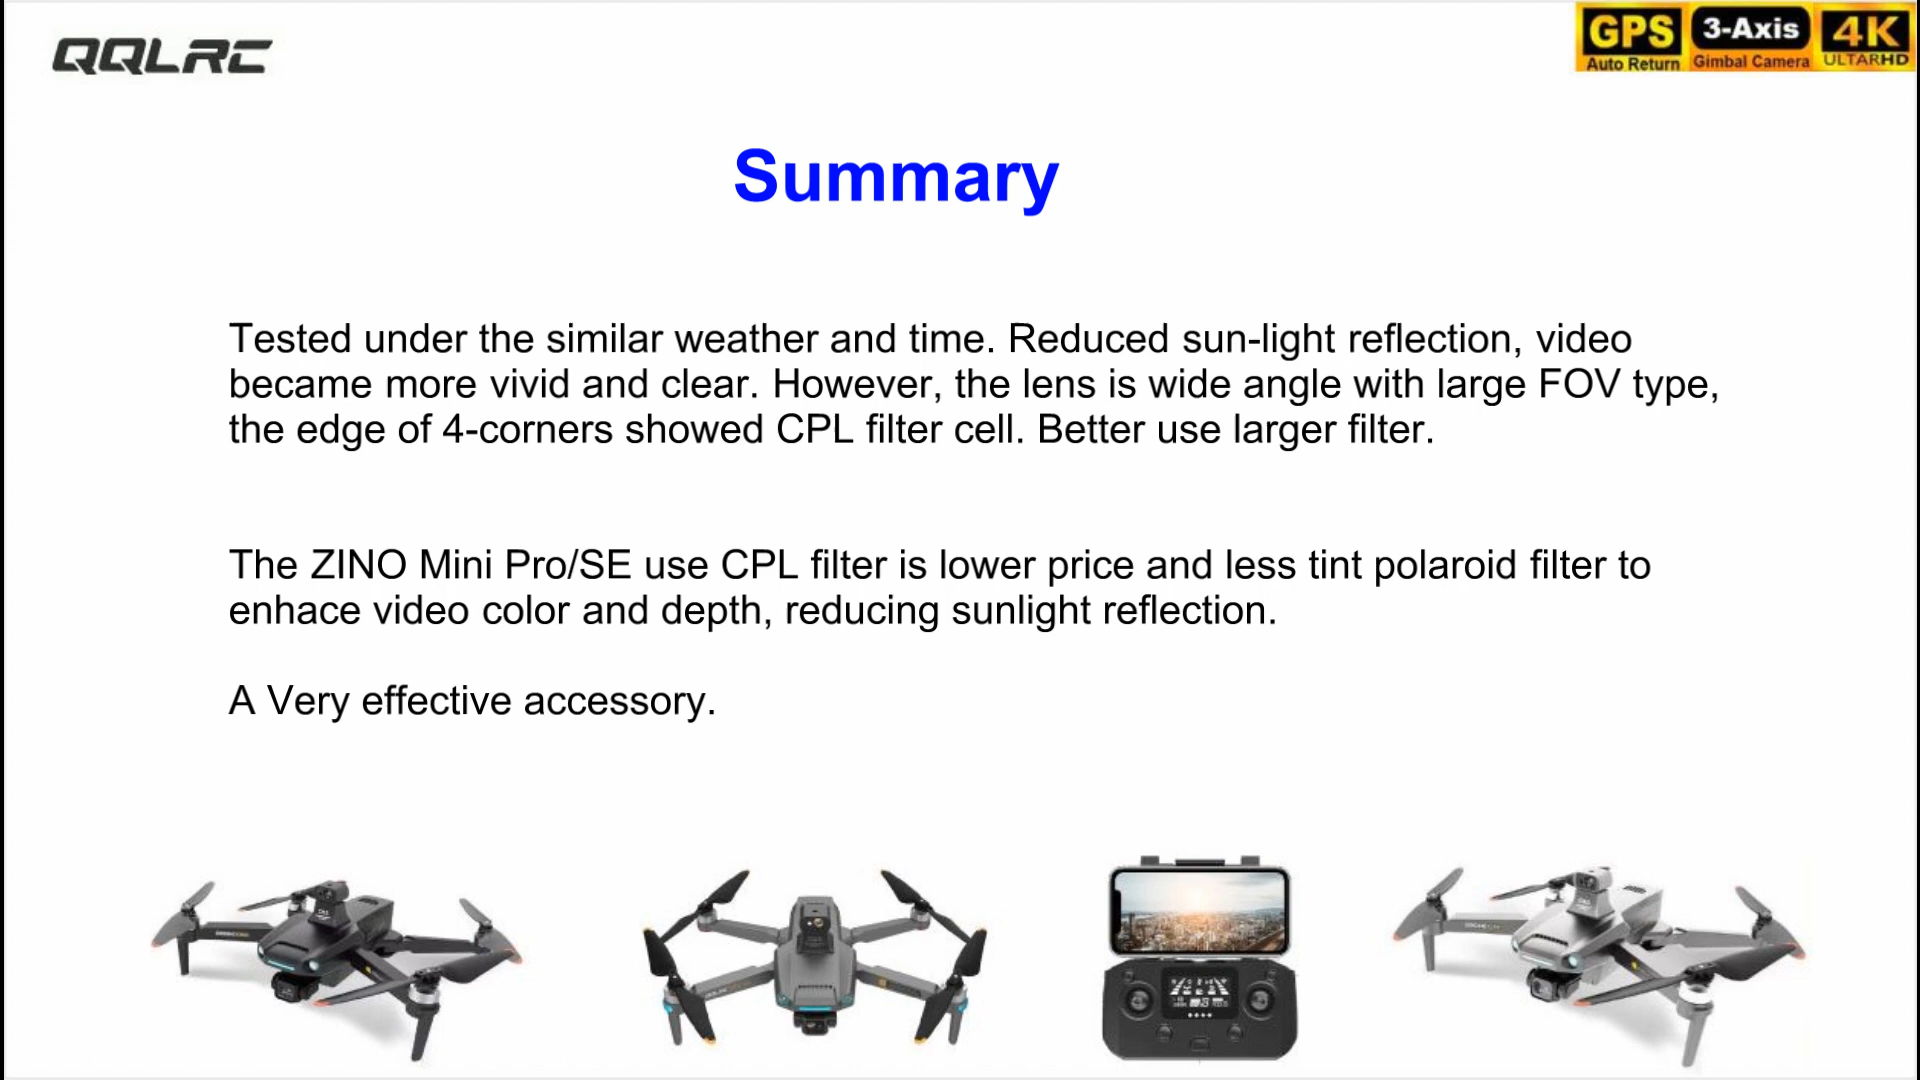 QQLRC
GPS
Auto Return
3-Axis
Gimbal Camera
4K
ULTARHD
Summary
Tested under the similar weather and time. Reduced sun-light reflection, video
became more vivid and clear. However, the lens is wide angle with large FOV type,
the edge of 4-corners showed CPL filter cell. Better use larger filter.
The ZINO Mini Pro/SE use CPL filter is lower price and less tint polaroid filter to
enhace video color and depth, reducing sunlight reflection.
A Very effective accessory.